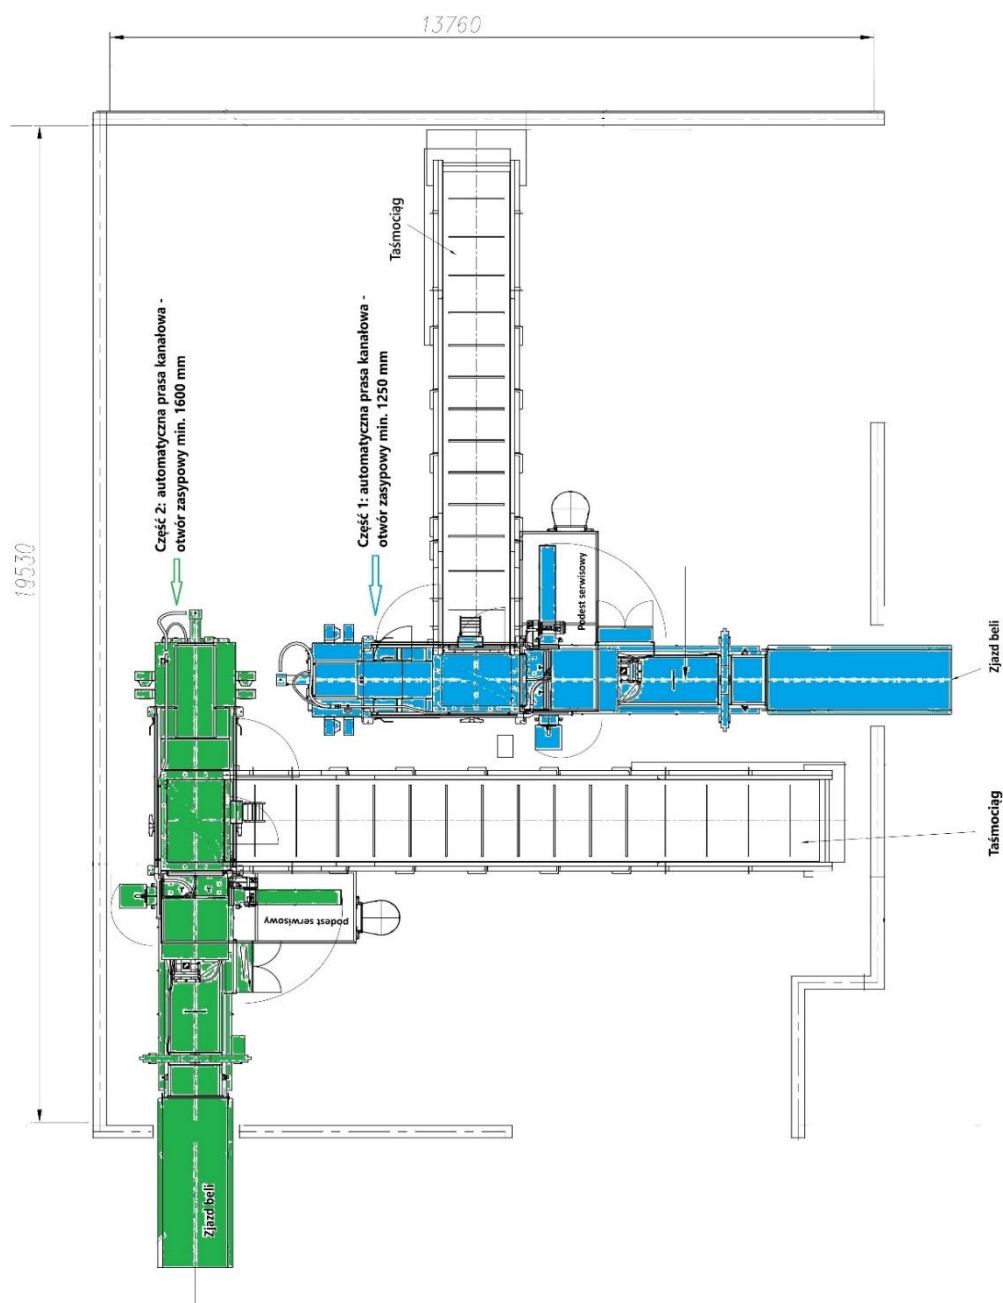 13760
19530
Taśmociąg
Część 2: automatyczna prasa kanałowa -
otwór zasypowy min. 1600 mm
Część 1: automatyczna prasa kanałowa -
otwór zasypowy min. 1250 mm
Podest serwisowy
Zjazd beli
Taśmociąg
podest serwisowy
Zjazd beli